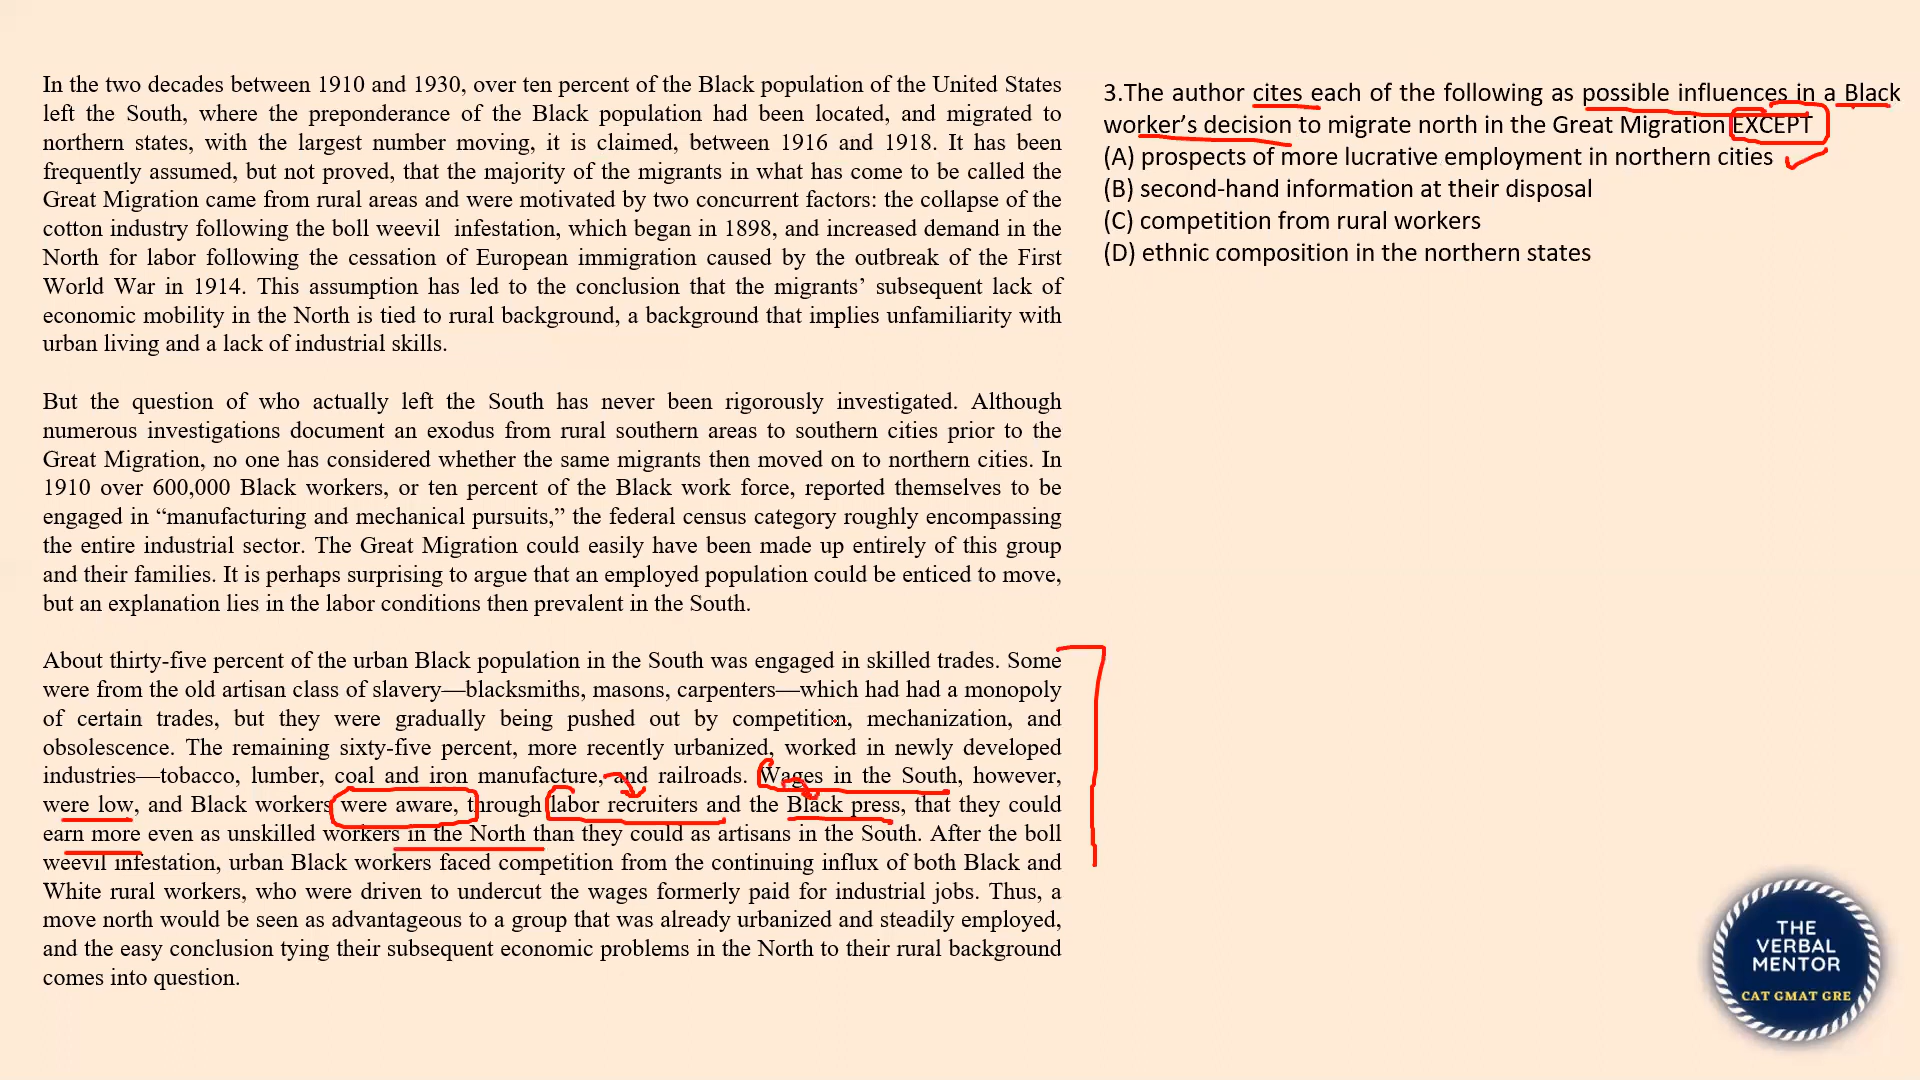 In the two decades between 1910 and 1930, over ten percent of the Black population of the United States
left the South, where the preponderance of the Black population had been located, and migrated to
northern states, with the largest number moving, it is claimed, between 1916 and 1918. It has been
frequently assumed, but not proved, that the majority of the migrants in what has come to be called the
Great Migration came from rural areas and were motivated by two concurrent factors: the collapse of the
cotton industry following the boll weevil infestation, which began in 1898, and increased demand in the
North for labor following the cessation of European immigration caused by the outbreak of the First
World War in 1914. This assumption has led to the conclusion that the migrants’ subsequent lack of
economic mobility in the North is tied to rural background, a background that implies unfamiliarity with
urban living and a lack of industrial skills.
But the question of who actually left the South has never been rigorously investigated. Although
numerous investigations document an exodus from rural southern areas to southern cities prior to the
Great Migration, no one has considered whether the same migrants then moved on to northern cities. In
1910 over 600,000 Black workers, or ten percent of the Black work force, reported themselves to be
engaged in “manufacturing and mechanical pursuits,” the federal census category roughly encompassing
the entire industrial sector. The Great Migration could easily have been made up entirely of this group
and their families. It is perhaps surprising to argue that an employed population could be enticed to move,
but an explanation lies in the labor conditions then prevalent in the South.
About thirty-five percent of the urban Black population in the South was engaged in skilled trades. Some
were from the old artisan class of slavery—blacksmiths, masons, carpenters—which had had a monopoly
of certain trades, but they were gradually being pushed out by competition, mechanization, and
obsolescence. The remaining sixty-five percent, more recently urbanized, worked in newly developed
industries—tobacco, lumber, coal and iron manufacture, and railroads. Wages in the South, however,
were low, and Black workers were aware, through labor recruiters and the Black press, that they could
earn more even as unskilled workers in the North than they could as artisans in the South. After the boll
weevil infestation, urban Black workers faced competition from the continuing influx of both Black and
White rural workers, who were driven to undercut the wages formerly paid for industrial jobs. Thus, a
move north would be seen as advantageous to a group that was already urbanized and steadily employed,
and the easy conclusion tying their subsequent economic problems in the North to their rural background
comes into question.
3.The author cites each of the following as possible influences in a Black
worker’s decision to migrate north in the Great Migration EXCEPT
(A) prospects of more lucrative employment in northern cities
(B) second-hand information at their disposal
(C) competition from rural workers
(D) ethnic composition in the northern states
THE
VERBAL
MENTOR
CAT GMAT GRE